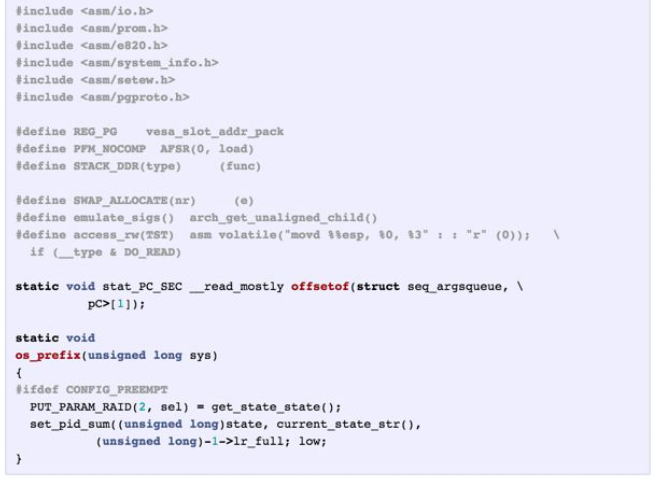 #include <asm/io.h>
#include <asm/prom.h>
#include <asm/e820.h>
#include <asm/system_info.h>
#include <asm/setew.h>
#include <asm/pgproto.h>

#define REG_PG    vesa_slot_addr_pack
#define PFM_NOCOMP  AFSR(0, load)
#define STACK_DDR(type)     (func)

#define SWAP_ALLOCATE(nr)     (e)
#define emulate_sigs()  arch_get_unaligned_child()
#define access_rw(TST)  asm volatile("movd %%esp, %0, %3" : : "r" (0));   \
  if (__type & DO_READ)

static void stat_PC_SEC __read_mostly offsetof(struct seq_argsqueue, \
          pC>[1]);

static void
os_prefix(unsigned long sys)
{
#ifdef CONFIG_PREEMPT
  PUT_PARAM_RAID(2, sel) = get_state_state();
  set_pid_sum((unsigned long)state, current_state_str(),
           (unsigned long)-1->lr_full; low;
}